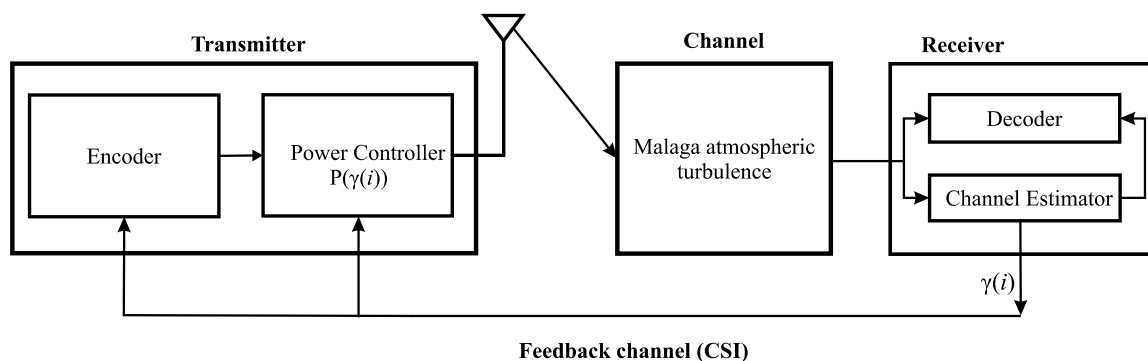 Transmitter
Channel
Receiver
Encoder
Power Controller
P(γ(i))
Malaga atmospheric
turbulence
Decoder
Channel Estimator
γ(i)
Feedback channel (CSI)